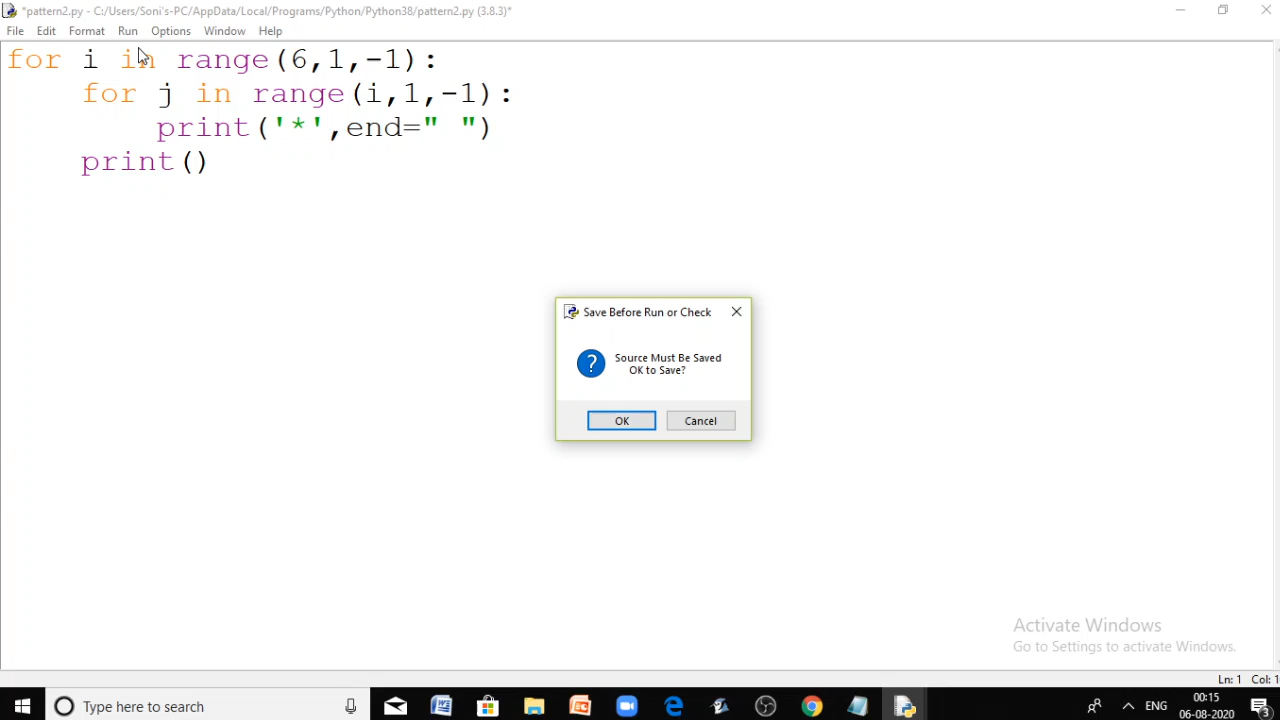 *pattern2.py - C:/Users/Soni's-PC/AppData/Local/Programs/Python/Python38/pattern2.py (3.8.3)*
File Edit Format Run Options Window Help
for i in range(6,1,-1):
    for j in range(i,1,-1):
        print('*',end=" ")
    print()
Save Before Run or Check
?
Source Must Be Saved
OK to Save?
OK Cancel
Activate Windows
Go to Settings to activate Windows.
Ln: 1 Col: 1
Type here to search
ENG
00:15
06-08-2020
3